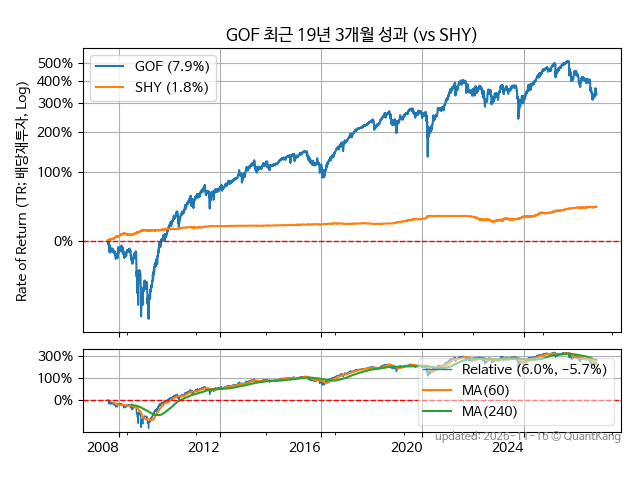 GOF 최근 19년 3개월 성과 (vs SHY)
Rate of Return (TR; 배당재투자, Log)
500%
400%
300%
200%
100%
0%
GOF (7.9%)
SHY (1.8%)
300%
100%
0%
Relative (6.0%, −5.7%)
MA(60)
MA(240)
2008
2012
2016
2020
2024
updated: 2026-11-16 © QuantKang